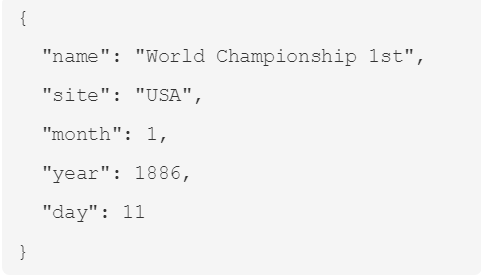 {
"name": "World Championship 1st",
"site": "USA",
"month": 1,
"year": 1886,
"day": 11
}